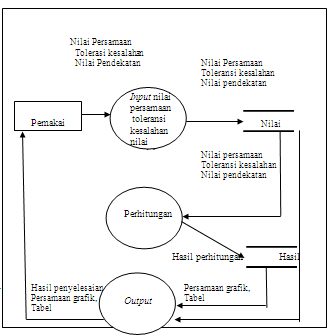 Nilai Persamaan
Tolerasi kesalahan
Nilai Pendekatan
Nilai Persamaan
Toleransi kesalahan
Nilai pendekatan
Pemakai
Input nilai
persamaan
toleransi
kesalahan
nilai
Nilai
Nilai persamaan
Toleransi kesalahan
Nilai pendekatan
Perhitungan
Hasil perhitungan
Hasil
Hasil penyelesaian
Persamaan grafik,
Tabel
Output
Persamaan grafik,
Tabel